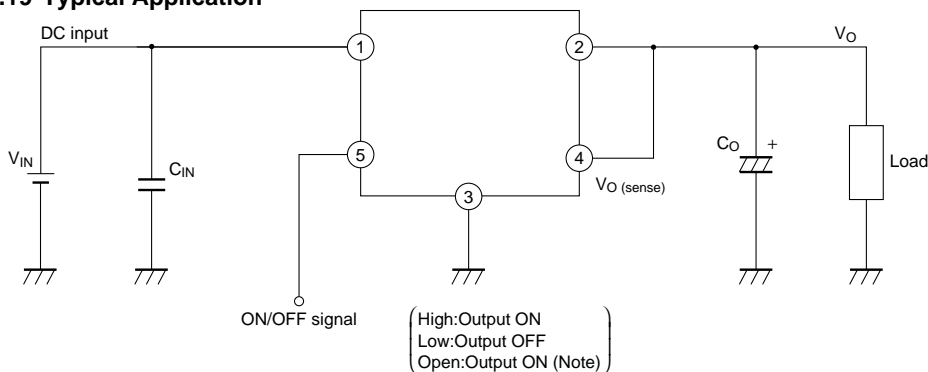 .19 Typical Application
DC input
1
2
VO
VIN
CIN
5
4
VO (sense)
CO
+
Load
3
ON/OFF signal
High:Output ON
Low:Output OFF
Open:Output ON (Note)